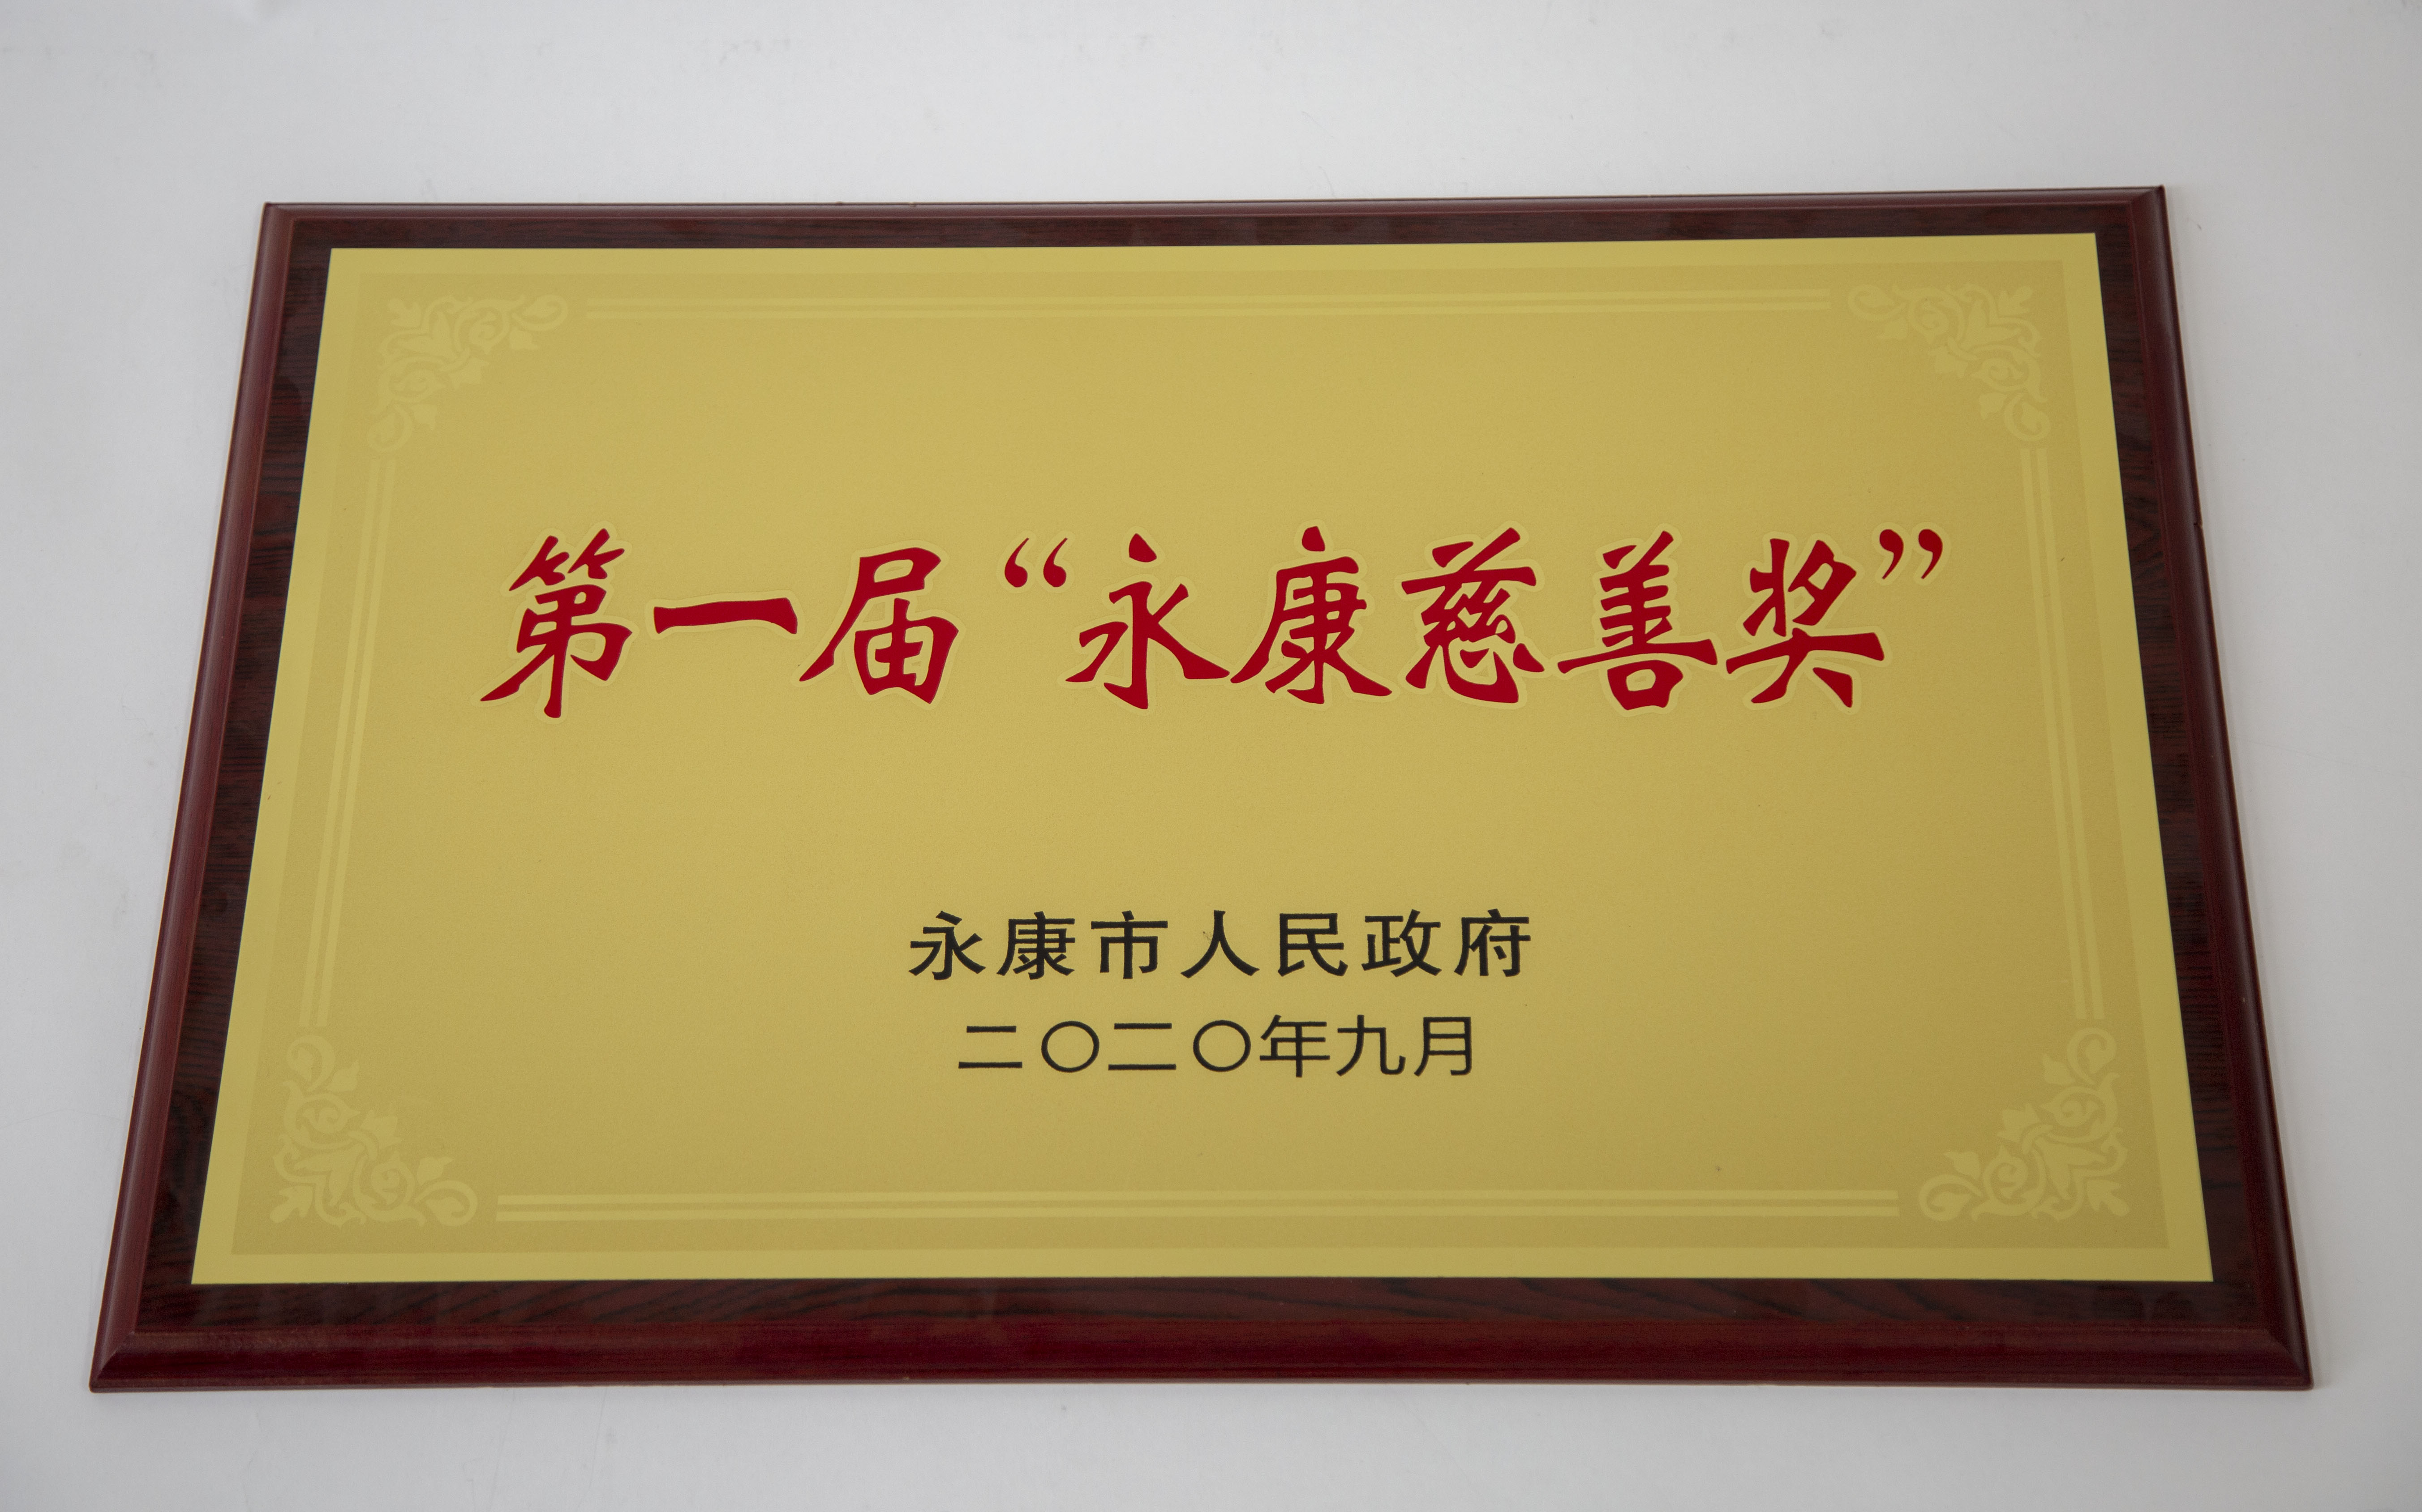 第一届“永康慈善奖”
永康市人民政府
二〇二〇年九月